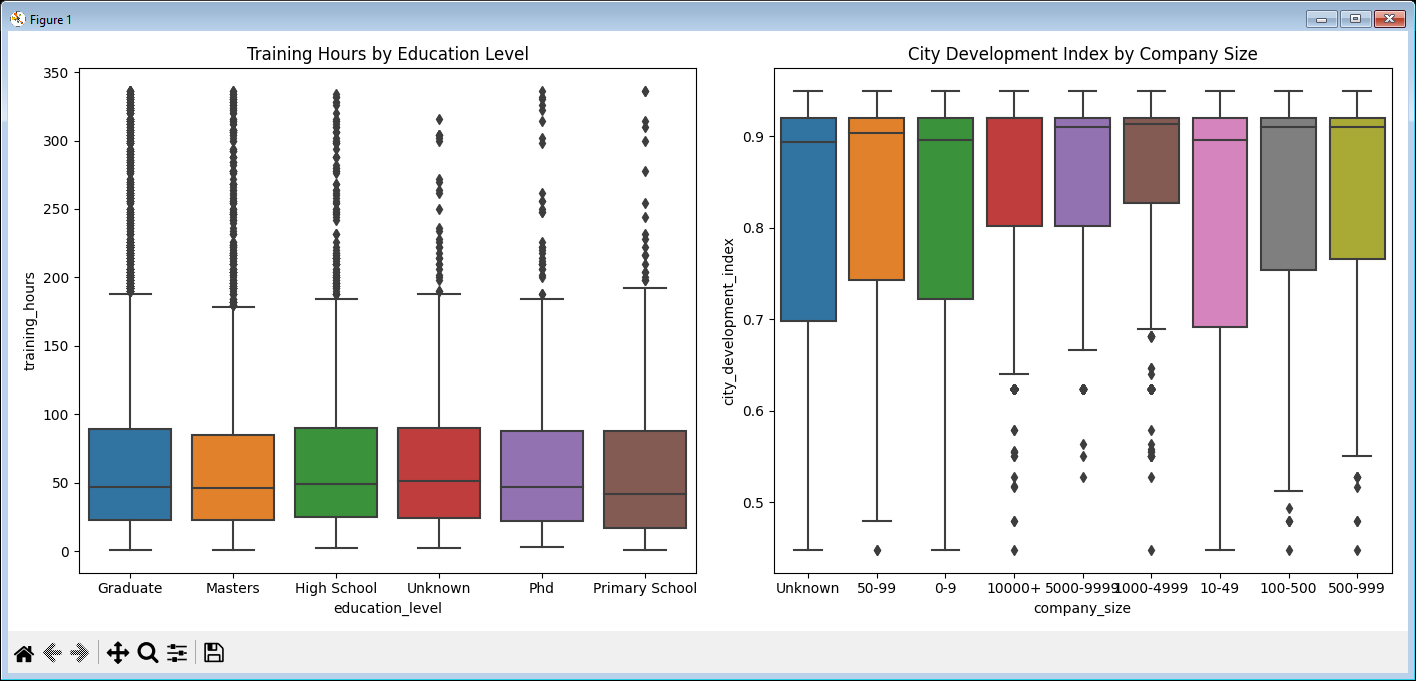 Figure 1
Training Hours by Education Level
350
300
250
200
150
100
50
0
training_hours
Graduate Masters High School Unknown Phd Primary School
education_level
City Development Index by Company Size
0.9
0.8
0.7
0.6
0.5
city_development_index
Unknown 50-99 0-9 10000+ 5000-9999 1000-4999 10-49 100-500 500-999
company_size